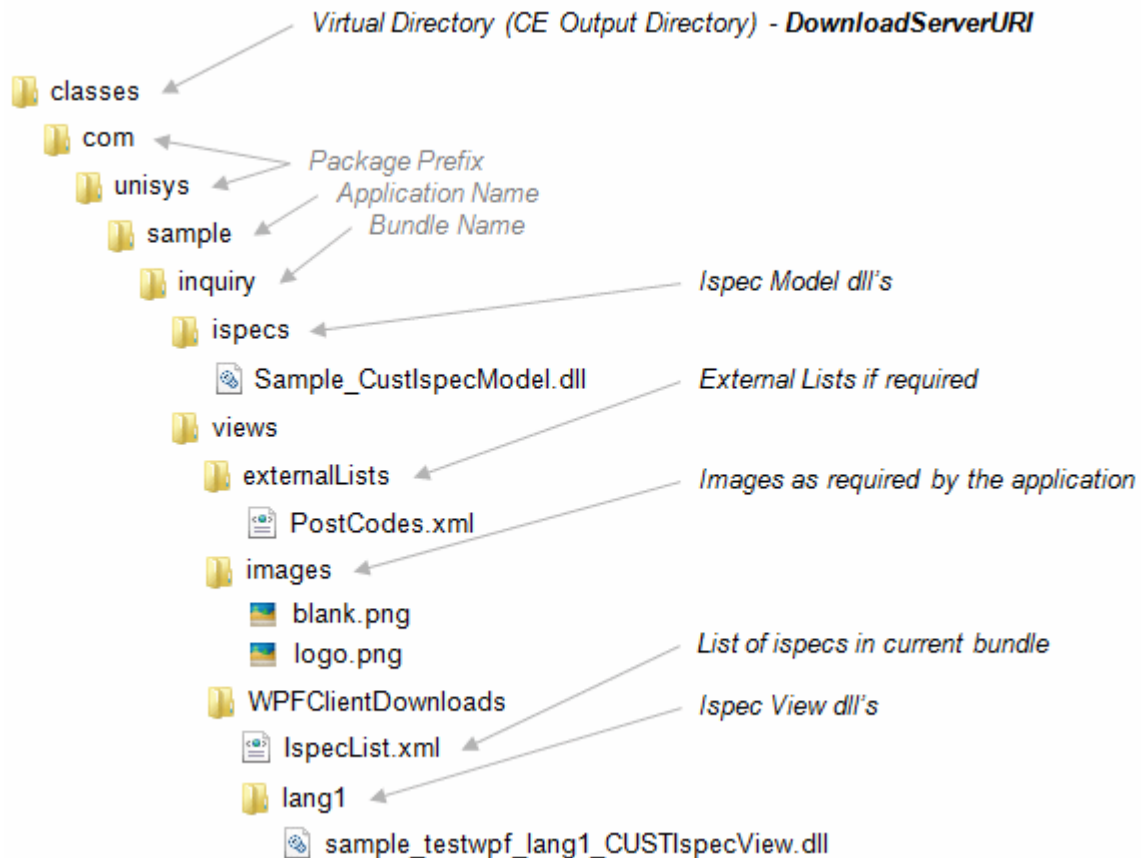 Virtual Directory (CE Output Directory) - DownloadServerURI
classes
com
Package Prefix
unisys
Application Name
sample
Bundle Name
inquiry
Ispec Model dll's
ispecs
Sample_CustIspecModel.dll
External Lists if required
views
externalLists
Images as required by the application
PostCodes.xml
images
blank.png
logo.png
List of ispecs in current bundle
WPFClientDownloads
Ispec View dll's
IspecList.xml
lang1
sample_testwpf_lang1_CUSTIspecView.dll